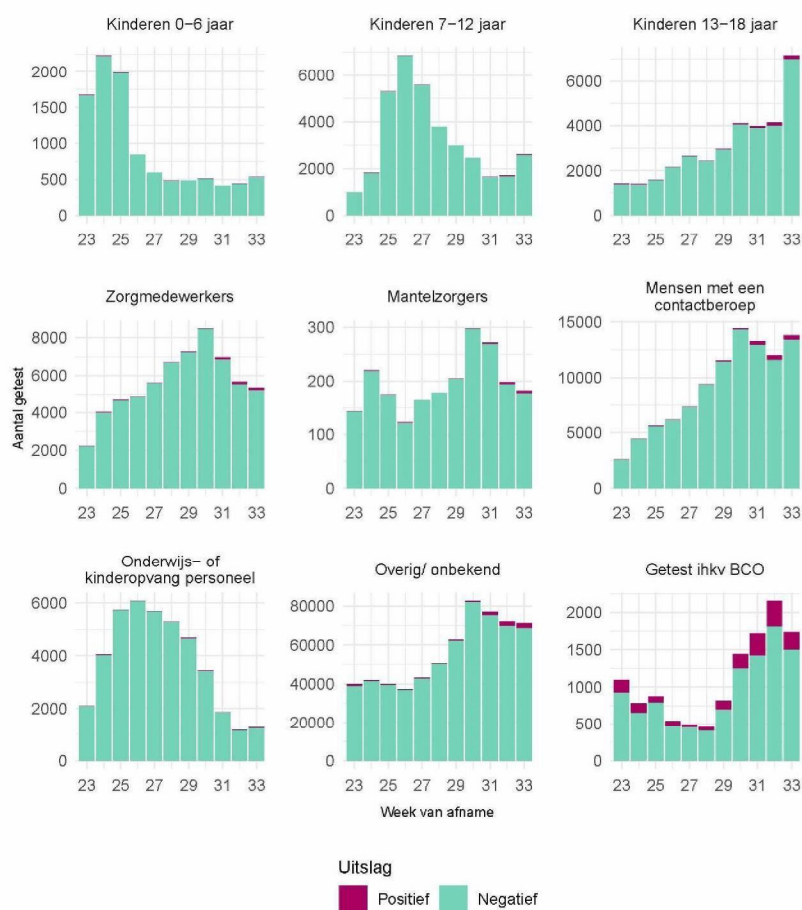 Kinderen 0−6 jaar
Kinderen 7−12 jaar
Kinderen 13−18 jaar
2000
1500
1000
500
0
23 25 27 29 31 33
6000
4000
2000
0
23 25 27 29 31 33
6000
4000
2000
0
23 25 27 29 31 33
Zorgmedewerkers
Mantelzorgers
Mensen met een
contactberoep
Aantal getest
8000
6000
4000
2000
0
23 25 27 29 31 33
300
200
100
0
23 25 27 29 31 33
15000
10000
5000
0
23 25 27 29 31 33
Onderwijs− of
kinderopvang personeel
Overig/ onbekend
Getest ihkv BCO
6000
4000
2000
0
23 25 27 29 31 33
80000
60000
40000
20000
0
23 25 27 29 31 33
2000
1500
1000
500
0
23 25 27 29 31 33
Week van afname
Uitslag
Positief Negatief